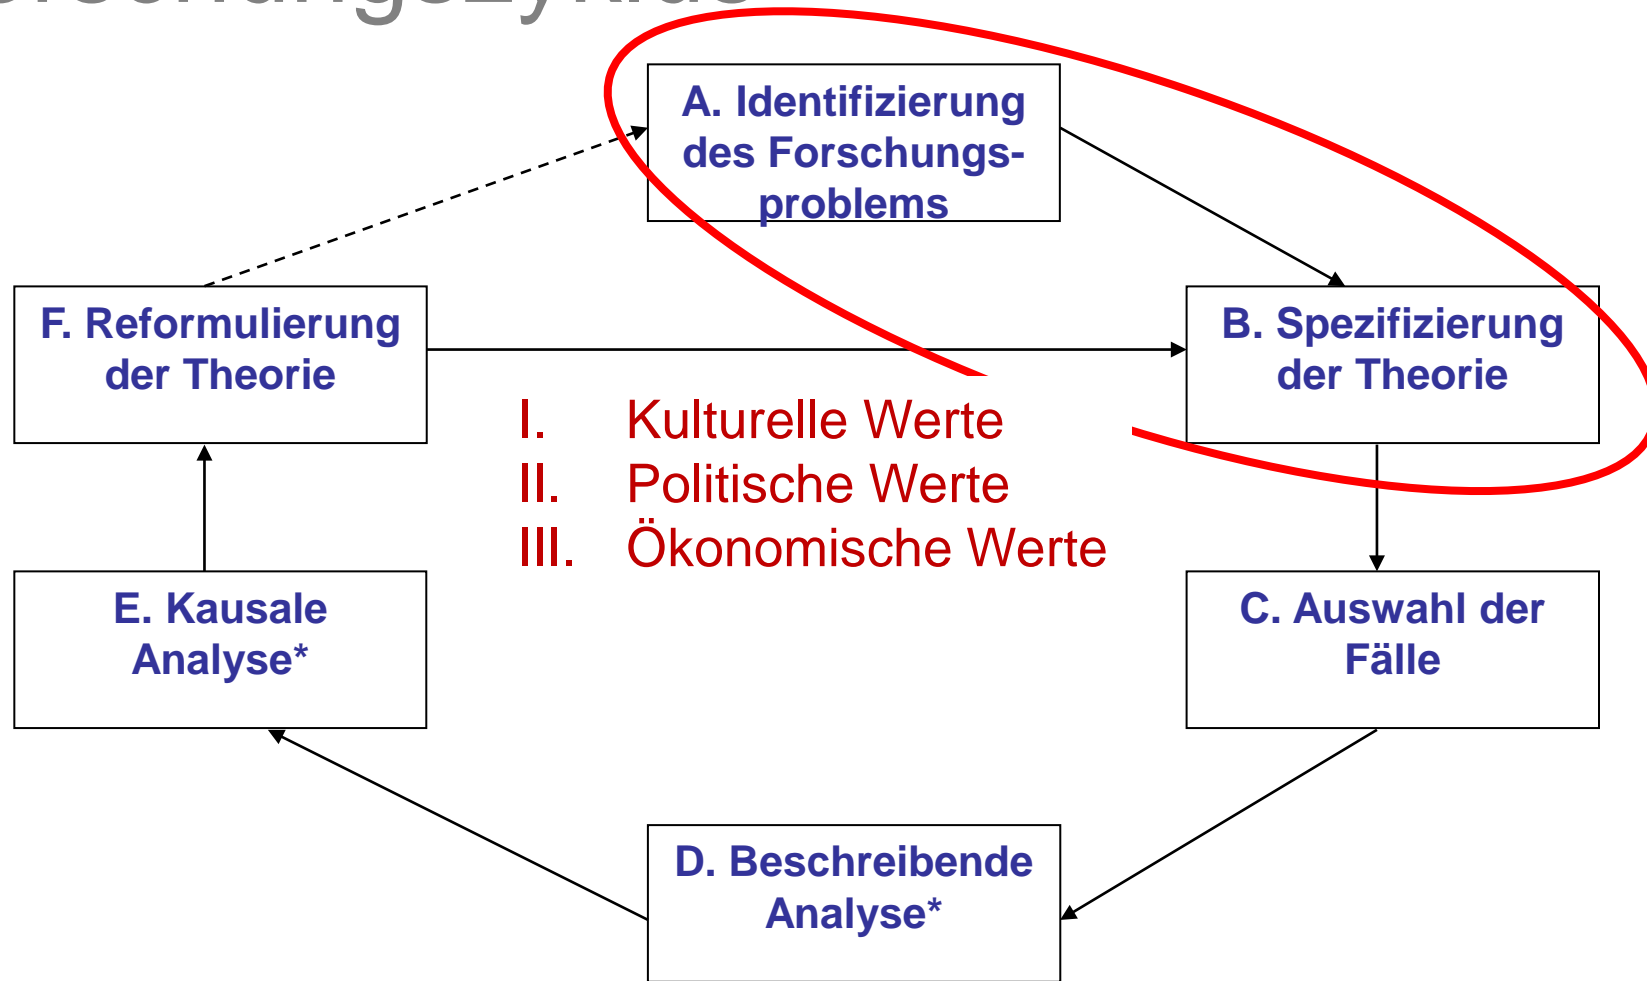 A. Identifizierung
des Forschungs-
problems
F. Reformulierung
der Theorie
B. Spezifizierung
der Theorie
I. Kulturelle Werte
II. Politische Werte
III. Ökonomische Werte
E. Kausale
Analyse*
C. Auswahl der
Fälle
D. Beschreibende
Analyse*